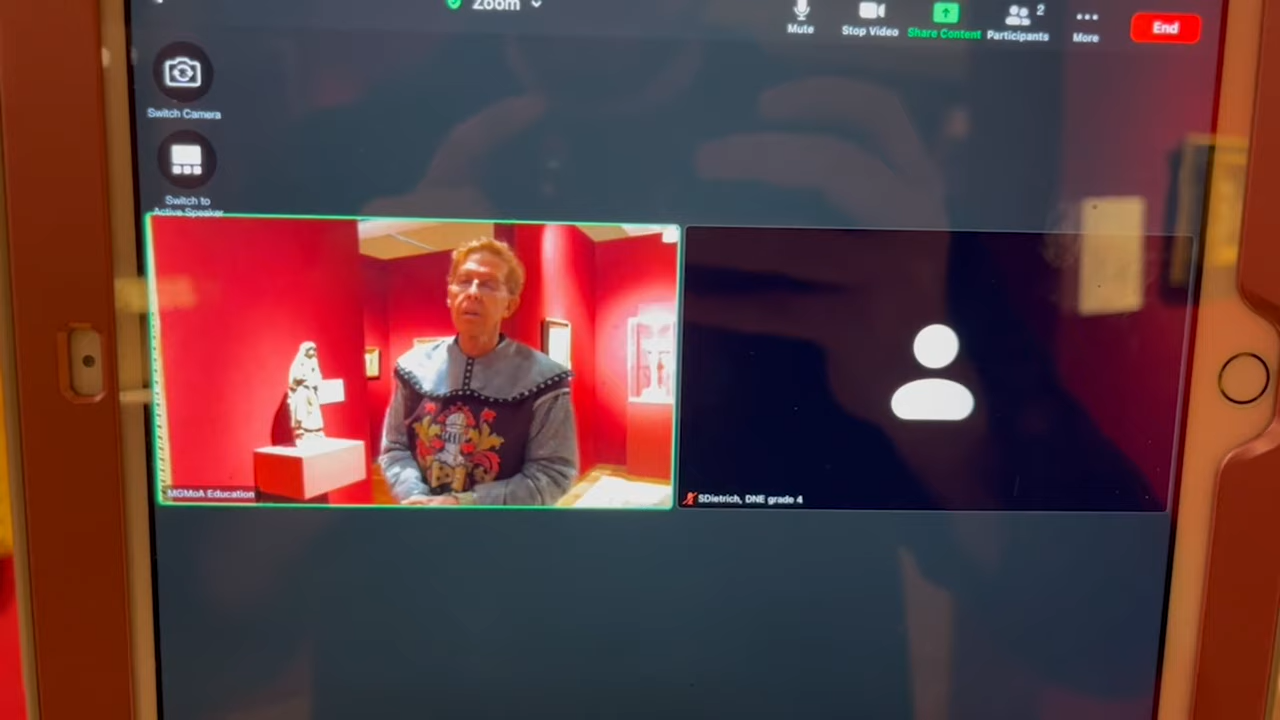 Zoom
Mute
Stop Video
Share Content
Participants
2
More
End
Switch Camera
Switch to
Active Speaker
MGMoA Education
SDietrich, DNE grade 4